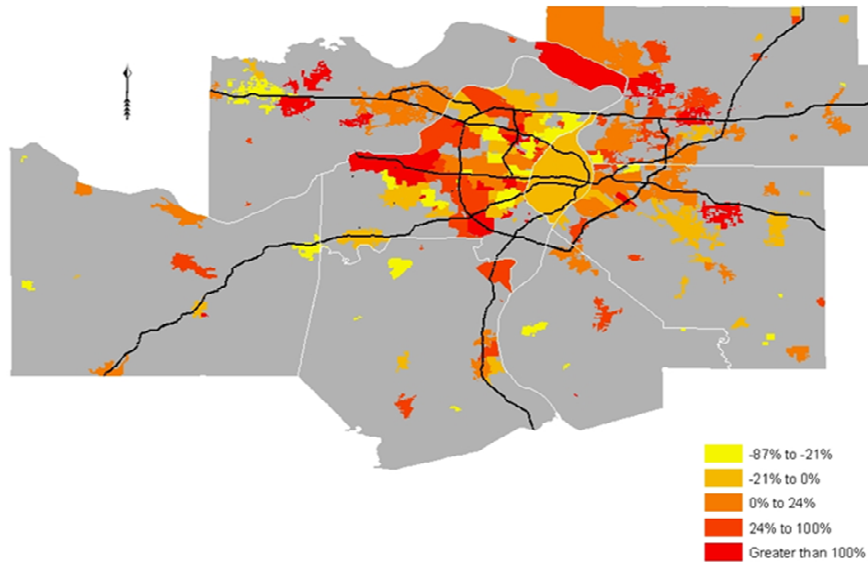 -87% to -21%
-21% to 0%
0% to 24%
24% to 100%
Greater than 100%